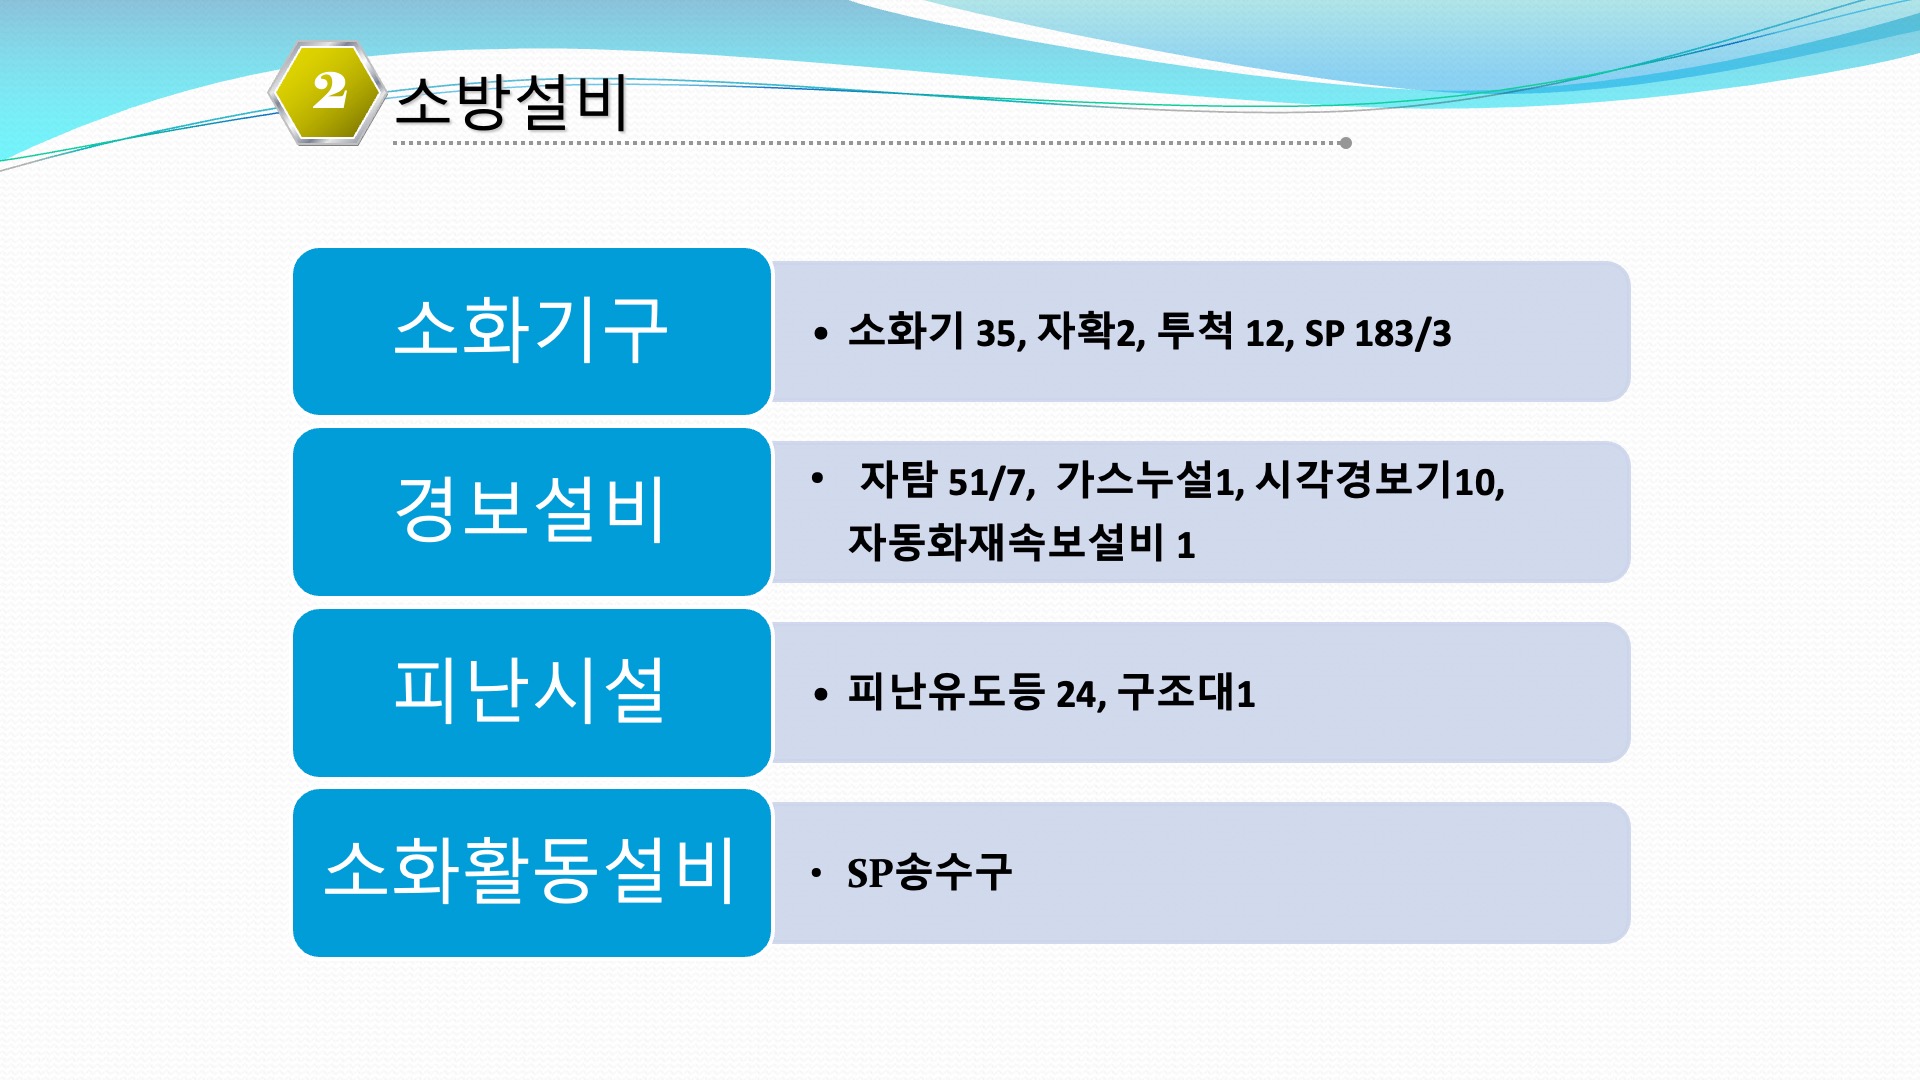 2
소방설비
소화기구
• 소화기 35, 자확2, 투척 12, SP 183/3
경보설비
• 자탐 51/7, 가스누설1, 시각경보기10,
자동화재속보설비 1
피난시설
• 피난유도등 24, 구조대1
소화활동설비
• SP송수구